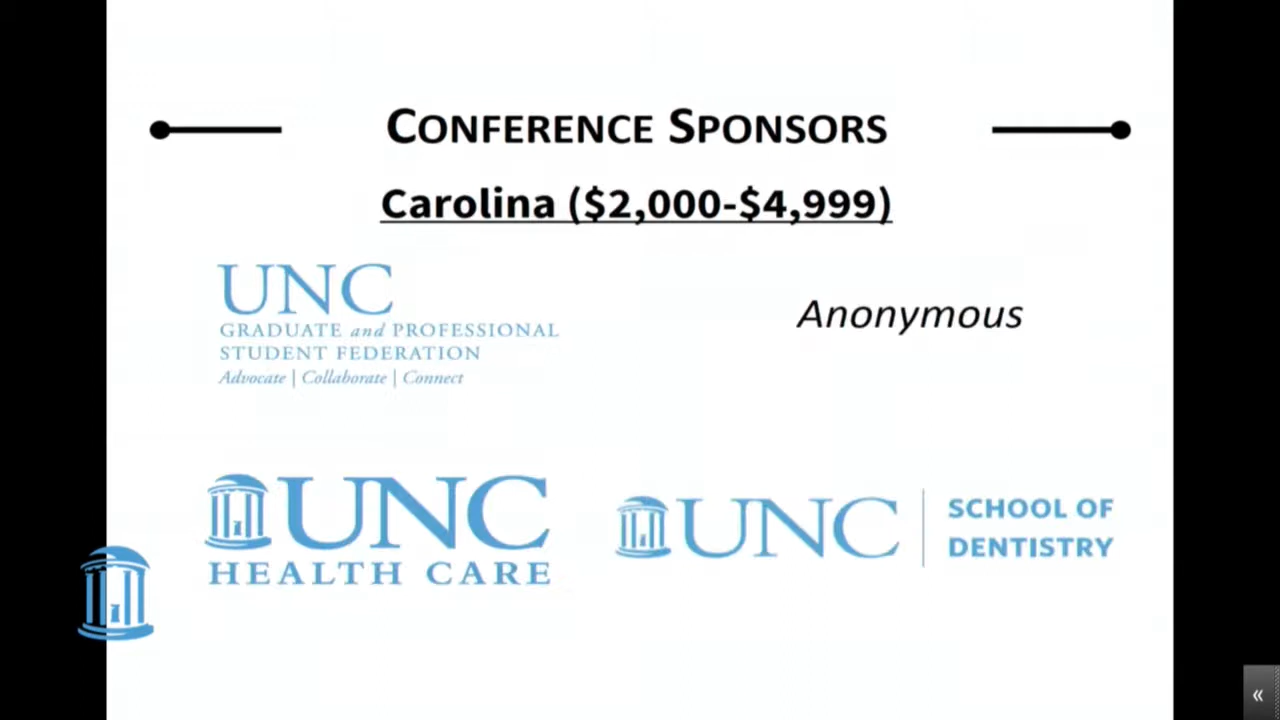 CONFERENCE SPONSORS
Carolina ($2,000-$4,999)
UNC
GRADUATE and PROFESSIONAL
STUDENT FEDERATION
Advocate | Collaborate | Connect
Anonymous
UNC
HEALTH CARE
UNC
SCHOOL OF
DENTISTRY
«